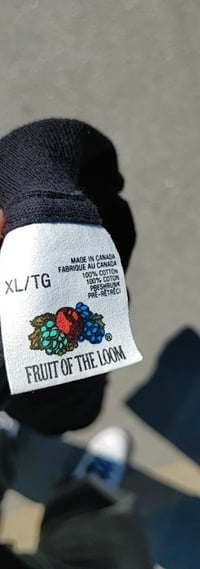 XL/TG
MADE IN CANADA
FABRIQUE AU CANADA
100% COTTON
100% COTON
PRESHRUNK
PRÉ-RÉTRÉCI
®
FRUIT OF THE LOOM